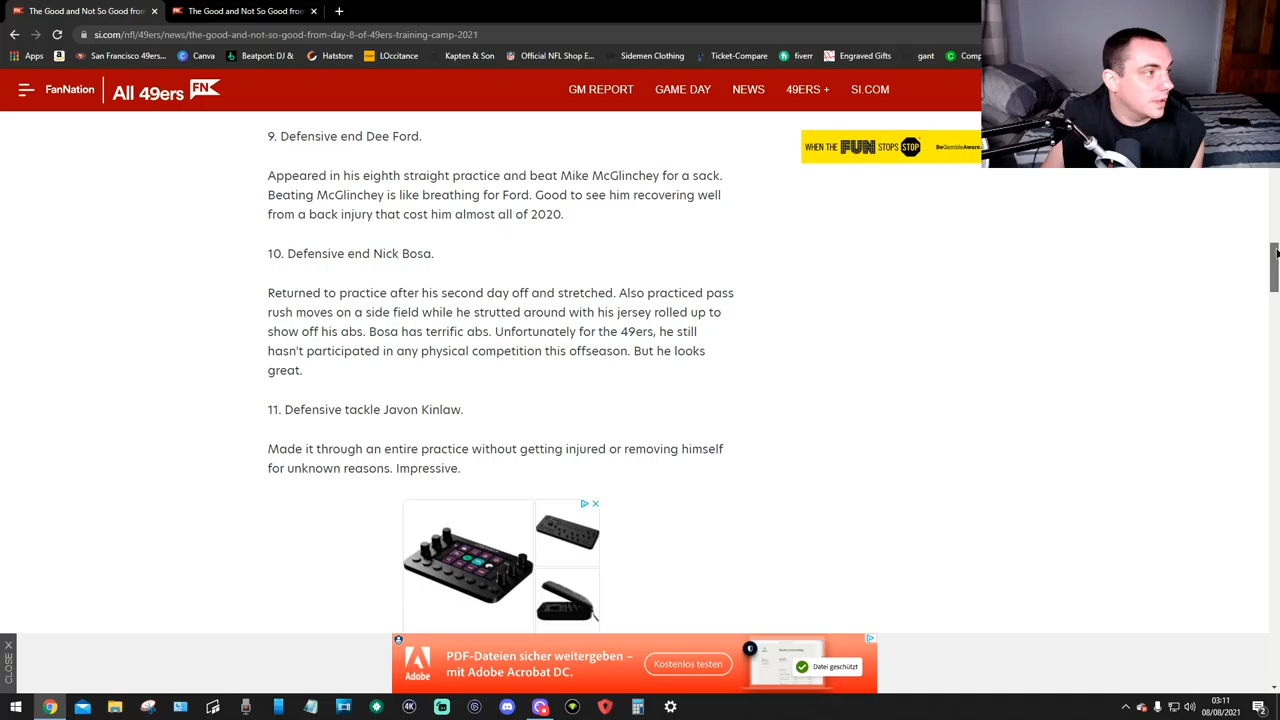 The Good and Not So Good from D
The Good and Not So Good from D
si.com/nfl/49ers/news/the-good-and-not-so-good-from-day-8-of-49ers-training-camp-2021
Apps
San Francisco 49ers...
Canva
Beatport: DJ &...
Hatstore
LOccitance
Kapten & Son
Official NFL Shop E...
Sidemen Clothing
Ticket-Compare
fiverr
Engraved Gifts
gant
Comp
FanNation
All 49ers
FN
GM REPORT
GAME DAY
NEWS
49ERS +
SI.COM
WHEN THE FUN STOPS STOP
BeGambleAware.
9. Defensive end Dee Ford.
Appeared in his eighth straight practice and beat Mike McGlinchey for a sack.
Beating McGlinchey is like breathing for Ford. Good to see him recovering well
from a back injury that cost him almost all of 2020.
10. Defensive end Nick Bosa.
Returned to practice after his second day off and stretched. Also practiced pass
rush moves on a side field while he strutted around with his jersey rolled up to
show off his abs. Bosa has terrific abs. Unfortunately for the 49ers, he still
hasn't participated in any physical competition this offseason. But he looks
great.
11. Defensive tackle Javon Kinlaw.
Made it through an entire practice without getting injured or removing himself
for unknown reasons. Impressive.
CLOSE X
Adobe
PDF-Dateien sicher weitergeben –
mit Adobe Acrobat DC.
Kostenlos testen
Datei geschützt
03:11
08/08/2021